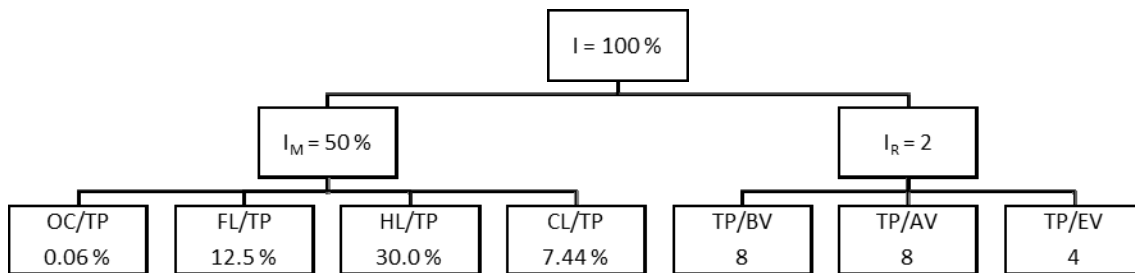 I = 100 %
I_M = 50 %
I_R = 2
OC/TP
0.06 %
FL/TP
12.5 %
HL/TP
30.0 %
CL/TP
7.44 %
TP/BV
8
TP/AV
8
TP/EV
4